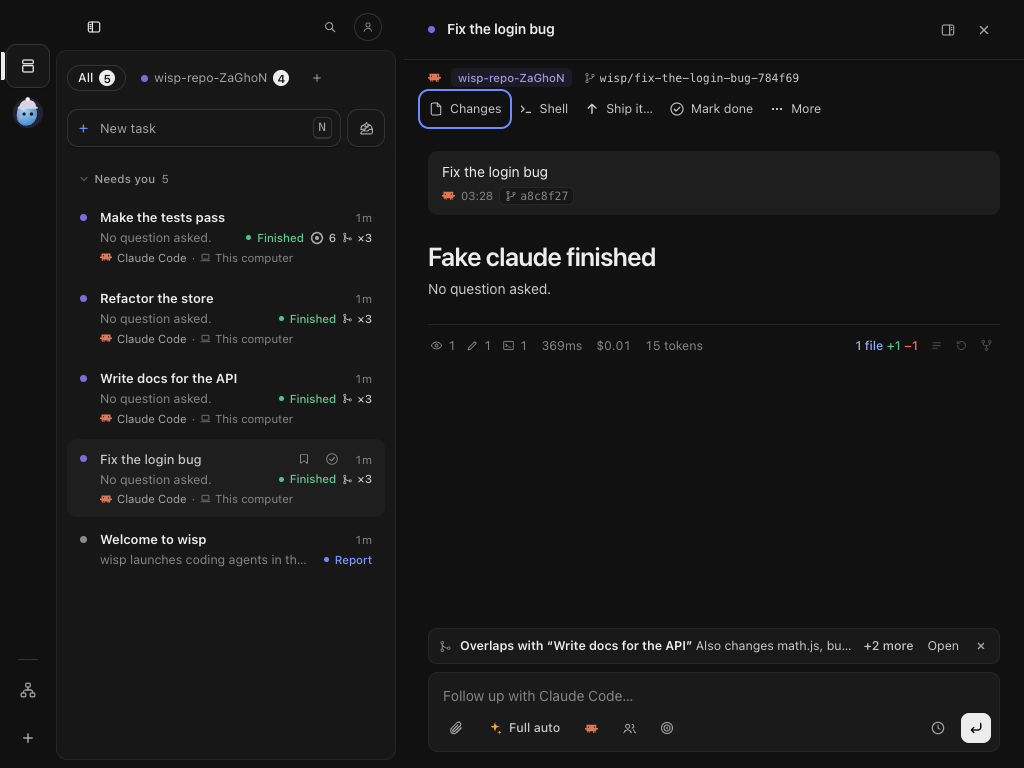 All 5
wisp-repo-ZaGhoN 4
New task
N
Needs you 5
Make the tests pass 1m
No question asked. Finished 6 ×3
Claude Code · This computer
Refactor the store 1m
No question asked. Finished ×3
Claude Code · This computer
Write docs for the API 1m
No question asked. Finished ×3
Claude Code · This computer
Fix the login bug 1m
No question asked. Finished ×3
Claude Code · This computer
Welcome to wisp 1m
wisp launches coding agents in th... Report
Fix the login bug
wisp-repo-ZaGhoN wisp/fix-the-login-bug-784f69
Changes Shell Ship it... Mark done More
Fix the login bug
03:28 a8c8f27
Fake claude finished
No question asked.
1 1 1 369ms $0.01 15 tokens 1 file +1 −1
Overlaps with “Write docs for the API” Also changes math.js, bu... +2 more Open
Follow up with Claude Code...
Full auto